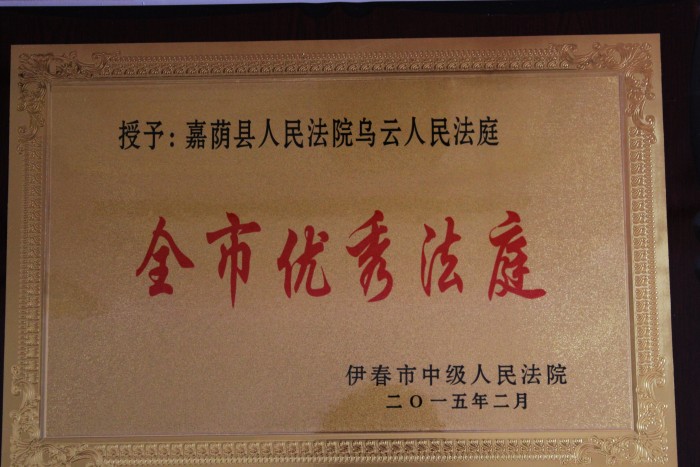 授予：嘉荫县人民法院乌云人民法庭
全市优秀法庭
伊春市中级人民法院
二〇一五年二月